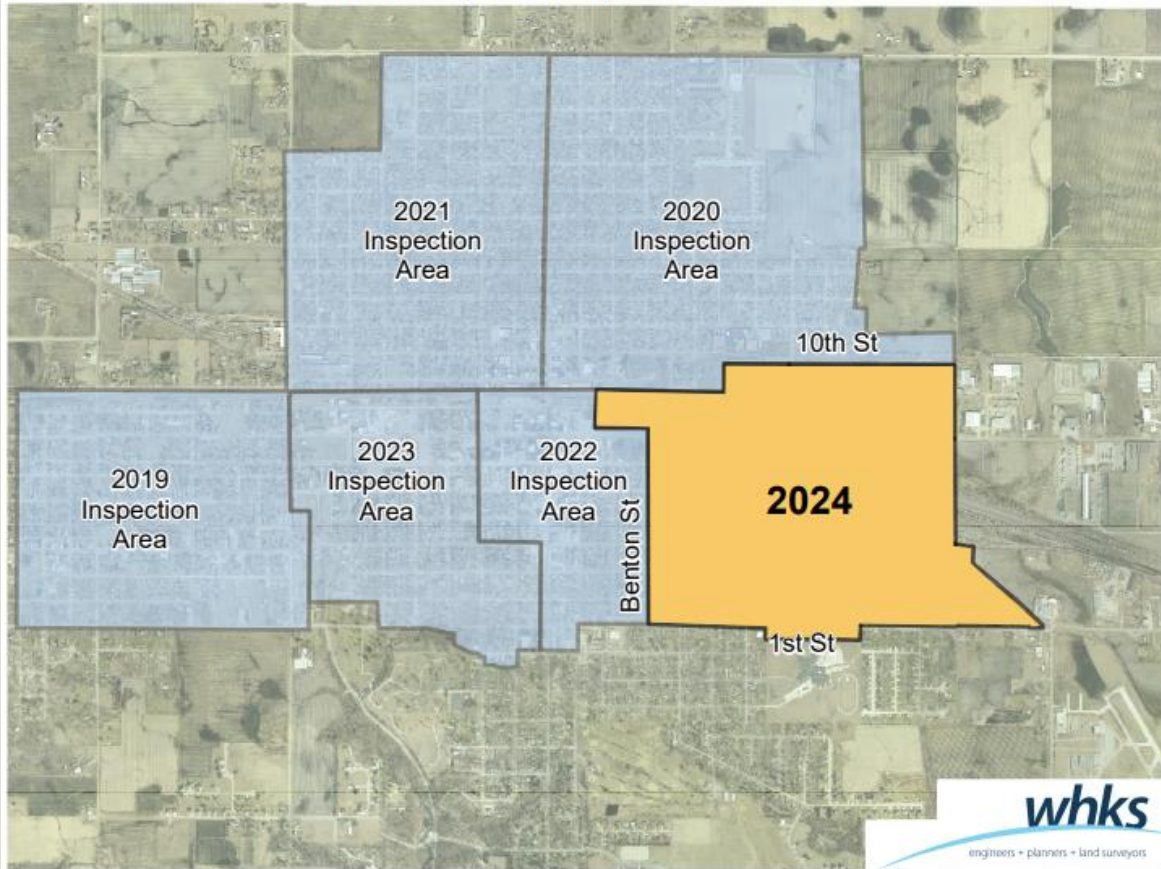 2021
Inspection
Area
2020
Inspection
Area
10th St
2019
Inspection
Area
2023
Inspection
Area
2022
Inspection
Area
Benton St
2024
1st St
whks
engineers + planners + land surveyors